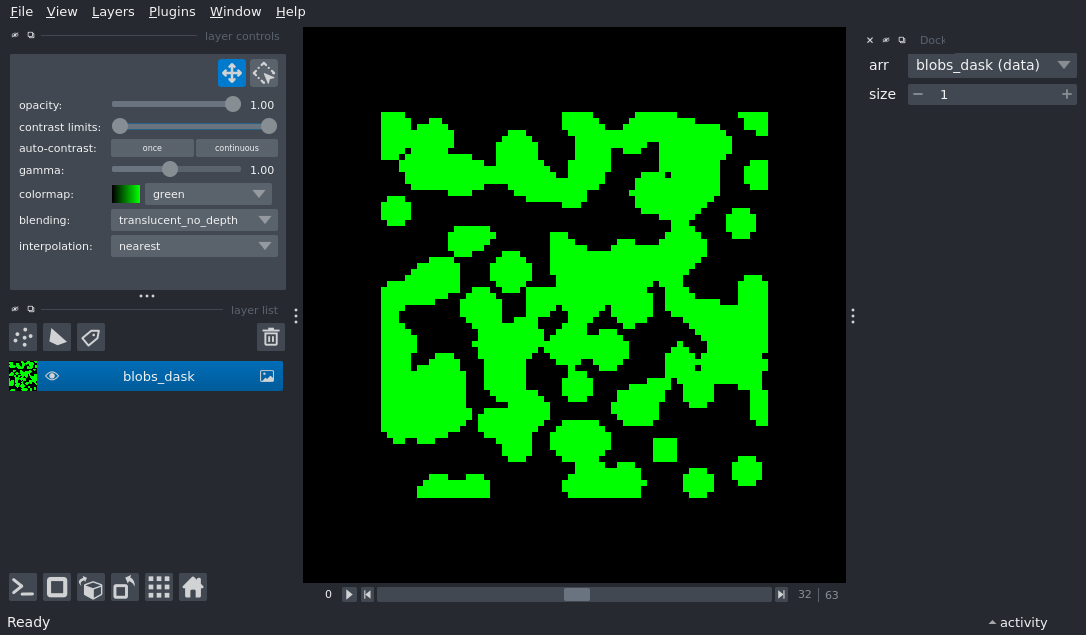 File View Layers Plugins Window Help
layer controls
opacity: 1.00
contrast limits:
auto-contrast: once continuous
gamma: 1.00
colormap: green
blending: translucent_no_depth
interpolation: nearest
layer list
blobs_dask
Dock
arr blobs_dask (data)
size 1
0 32 63
Ready
activity